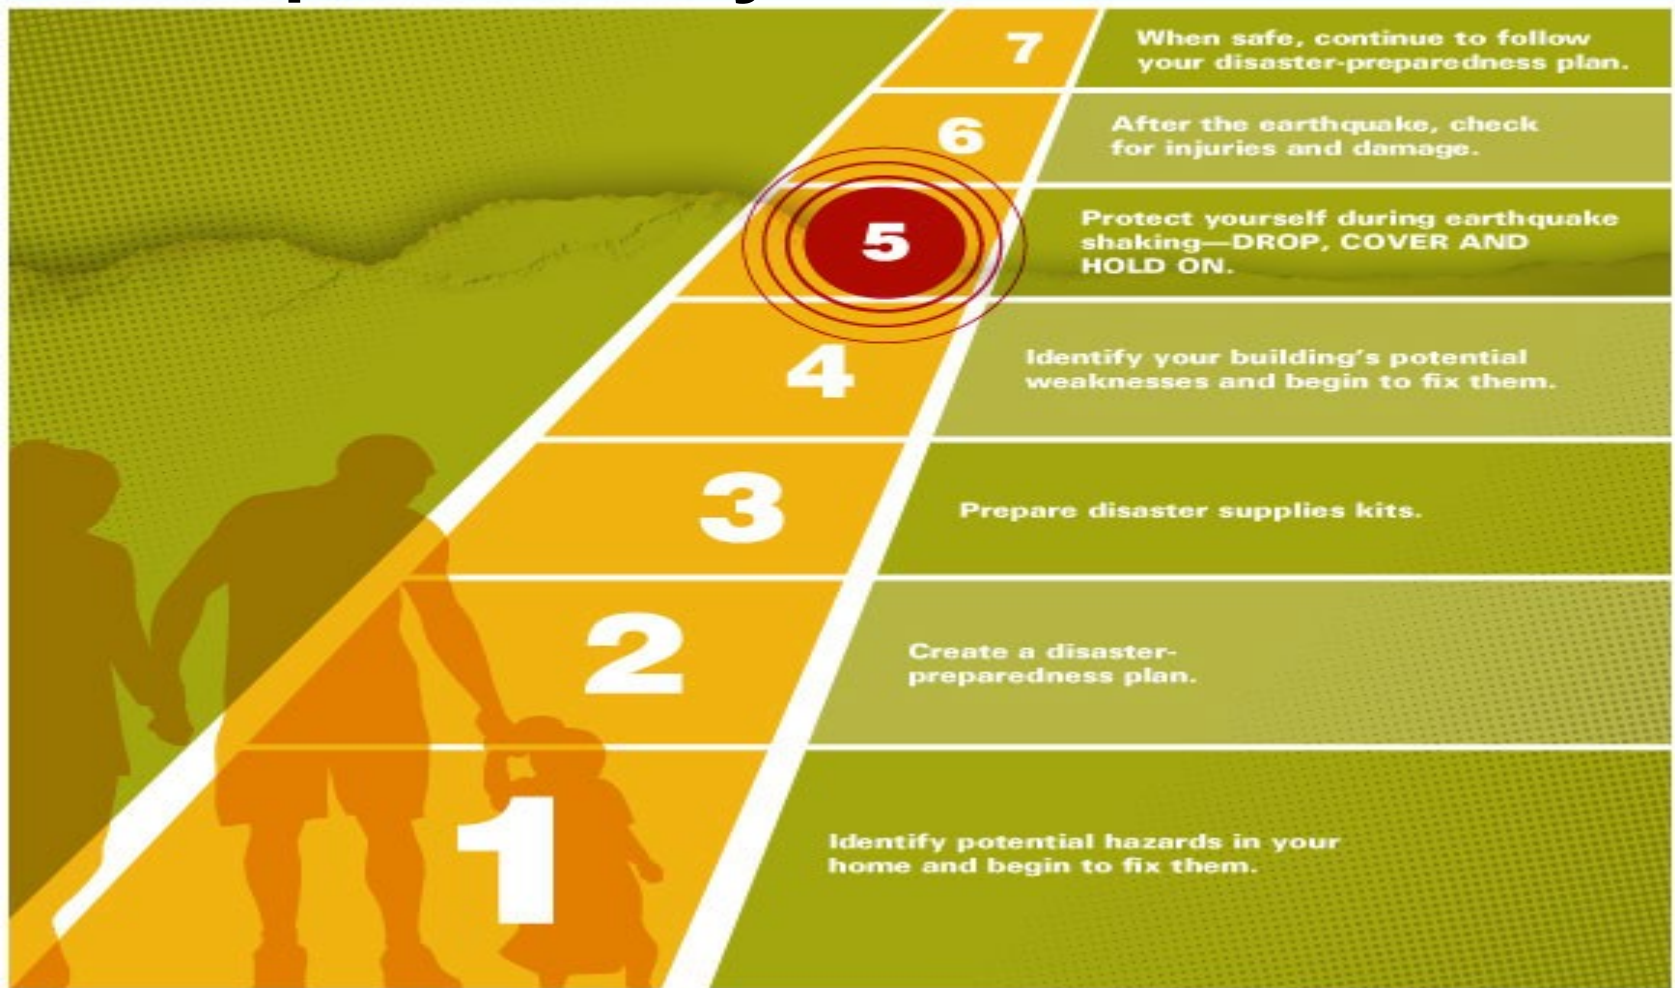 7
When safe, continue to follow
your disaster-preparedness plan.
6
After the earthquake, check
for injuries and damage.
5
Protect yourself during earthquake
shaking—DROP, COVER AND
HOLD ON.
4
Identify your building's potential
weaknesses and begin to fix them.
3
Prepare disaster supplies kits.
2
Create a disaster-
preparedness plan.
1
Identify potential hazards in your
home and begin to fix them.